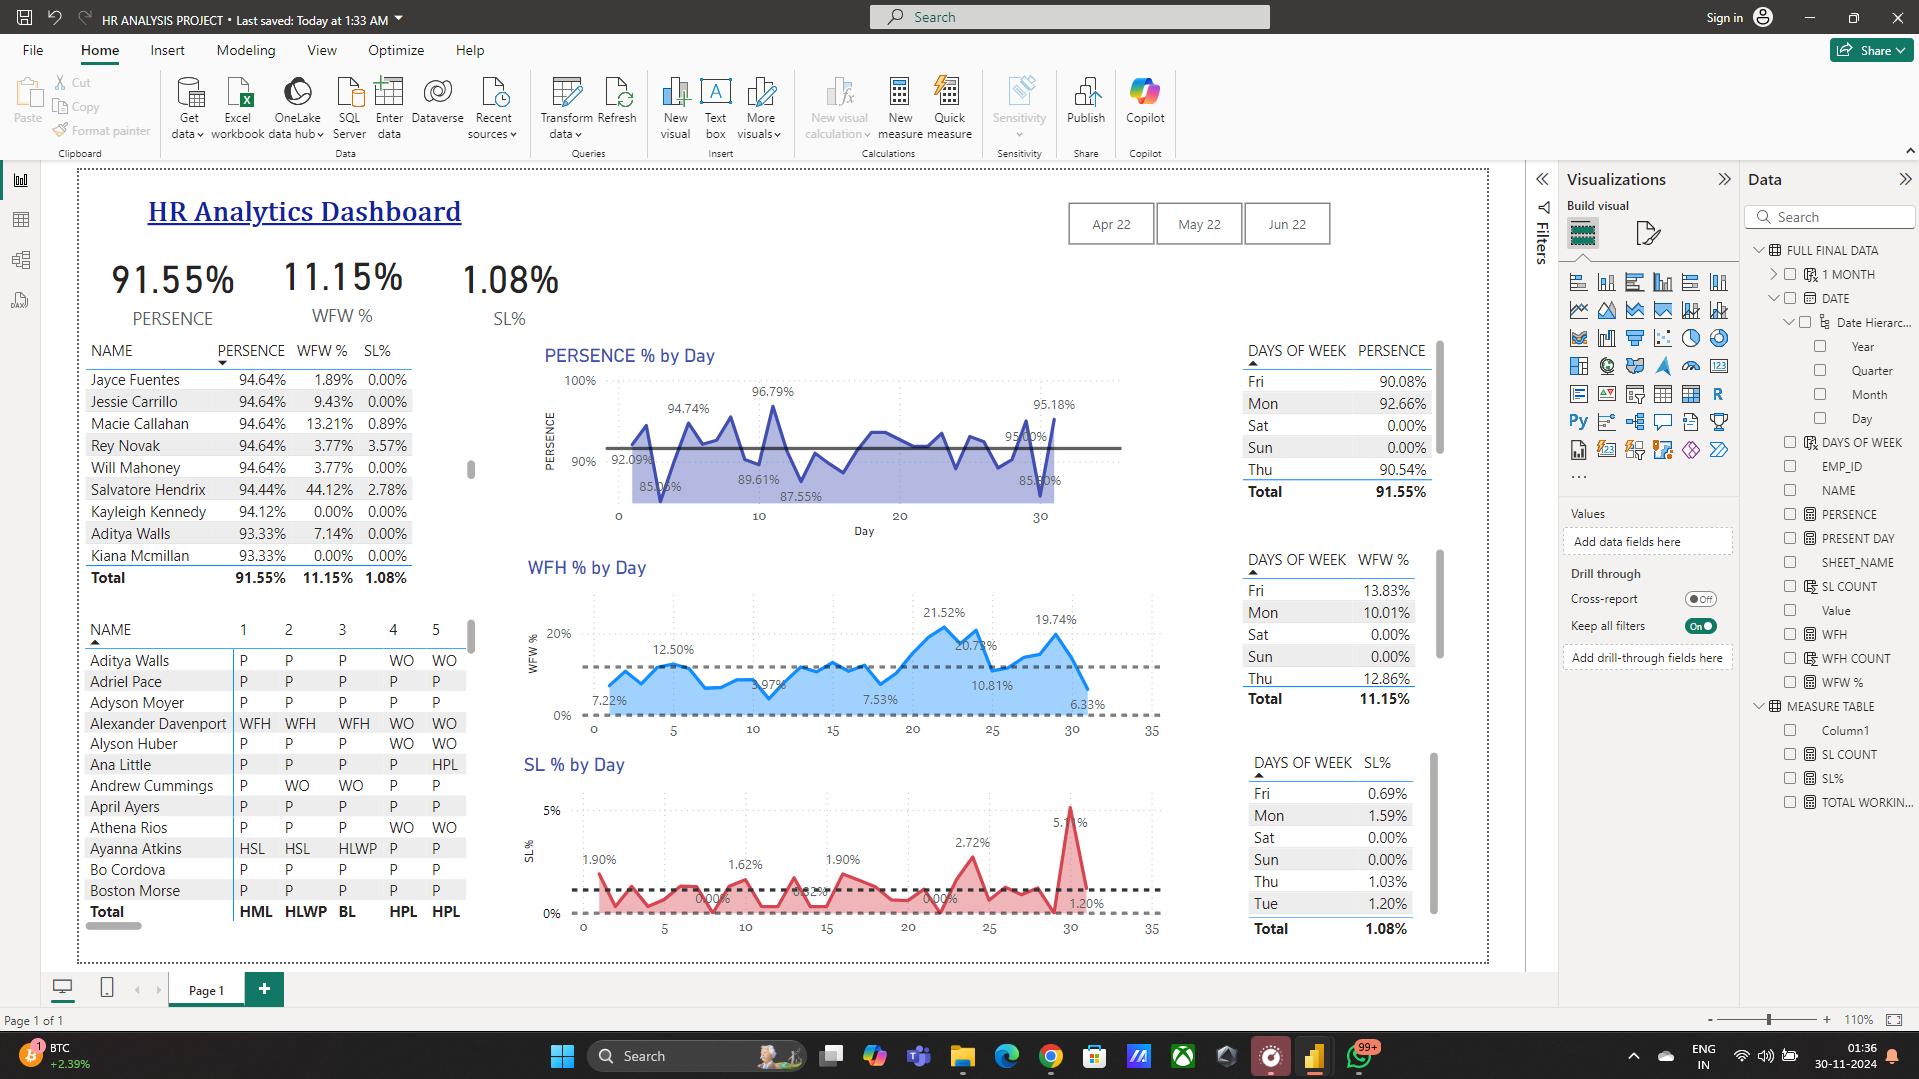 HR ANALYSIS PROJECT • Last saved: Today at 1:33 AM
Search
Sign in
File Home Insert Modeling View Optimize Help
Share
Paste
Cut
Copy
Format painter
Get data
Excel workbook
OneLake data hub
SQL Server
Enter data
Dataverse
Recent sources
Transform data
Refresh
New visual
Text box
More visuals
New visual calculation
New measure
Quick measure
Sensitivity
Publish
Copilot
Clipboard Data Queries Insert Calculations Sensitivity Share Copilot
HR Analytics Dashboard
Apr 22 May 22 Jun 22
91.55% 11.15% 1.08%
PERSENCE WFW % SL%
NAME PERSENCE WFW % SL%
Jayce Fuentes 94.64% 1.89% 0.00%
Jessie Carrillo 94.64% 9.43% 0.00%
Macie Callahan 94.64% 13.21% 0.89%
Rey Novak 94.64% 3.77% 3.57%
Will Mahoney 94.64% 3.77% 0.00%
Salvatore Hendrix 94.44% 44.12% 2.78%
Kayleigh Kennedy 94.12% 0.00% 0.00%
Aditya Walls 93.33% 7.14% 0.00%
Kiana Mcmillan 93.33% 0.00% 0.00%
Total 91.55% 11.15% 1.08%
NAME 1 2 3 4 5
Aditya Walls P P P WO WO
Adriel Pace P P P P P
Adyson Moyer P P P P P
Alexander Davenport WFH WFH WFH WO WO
Alyson Huber P P P WO WO
Ana Little P P P P HPL
Andrew Cummings P WO WO P P
April Ayers P P P P P
Athena Rios P P P WO WO
Ayanna Atkins HSL HSL HLWP P P
Bo Cordova P P P P P
Boston Morse P P P P P
Total HML HLWP BL HPL HPL
PERSENCE % by Day
PERSENCE
100%
90%
92.09% 94.74% 96.79% 95.18%
89.61% 87.55% 95.00%
0 10 20 30
Day
WFH % by Day
WFW %
20%
0%
7.22% 12.50% 7.53% 21.52% 20.73% 10.81% 19.74% 6.33%
0 5 10 15 20 25 30 35
SL % by Day
SL%
5%
0%
1.90% 0.00% 1.62% 1.90% 0.00% 2.72% 1.20%
0 5 10 15 20 25 30 35
DAYS OF WEEK PERSENCE
Fri 90.08%
Mon 92.66%
Sat 0.00%
Sun 0.00%
Thu 90.54%
Total 91.55%
DAYS OF WEEK WFW %
Fri 13.83%
Mon 10.01%
Sat 0.00%
Sun 0.00%
Thu 12.86%
Total 11.15%
DAYS OF WEEK SL%
Fri 0.69%
Mon 1.59%
Sat 0.00%
Sun 0.00%
Thu 1.03%
Tue 1.20%
Total 1.08%
Filters
Visualizations
Build visual
R
Py
123
...
Values
Add data fields here
Drill through
Cross-report Off
Keep all filters On
Add drill-through fields here
Data
Search
FULL FINAL DATA
1 MONTH
DATE
Date Hierarc...
Year
Quarter
Month
Day
DAYS OF WEEK
EMP_ID
NAME
PERSENCE
PRESENT DAY
SHEET_NAME
SL COUNT
Value
WFH
WFH COUNT
WFW %
MEASURE TABLE
Column1
SL COUNT
SL%
TOTAL WORKIN...
Page 1 +
Page 1 of 1
- + 110%
1
BTC
+2.39%
Search
99+
ENG
IN
01:36
30-11-2024